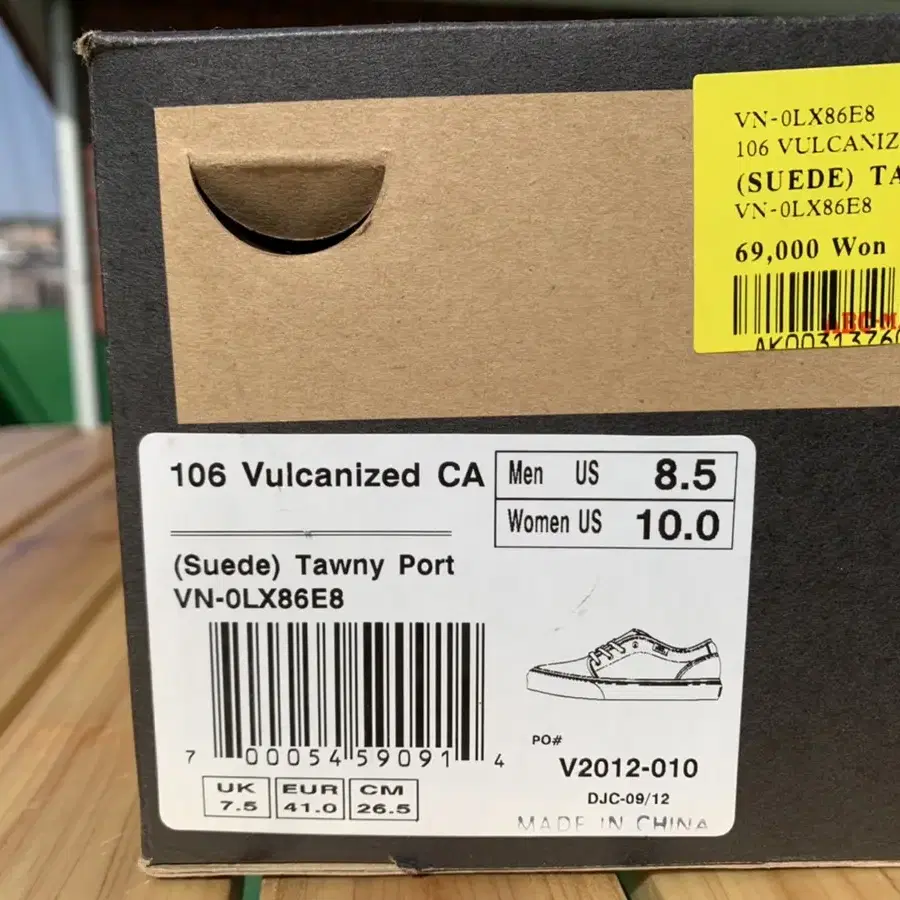 VN-0LX86E8
106 VULCANIZ
(SUEDE) TA
VN-0LX86E8
69,000 Won
106 Vulcanized CA
Men US 8.5
Women US 10.0
(Suede) Tawny Port
VN-0LX86E8
7 00054 59091 4
PO#
V2012-010
DJC-09/12
UK 7.5
EUR 41.0
CM 26.5
MADE IN CHINA